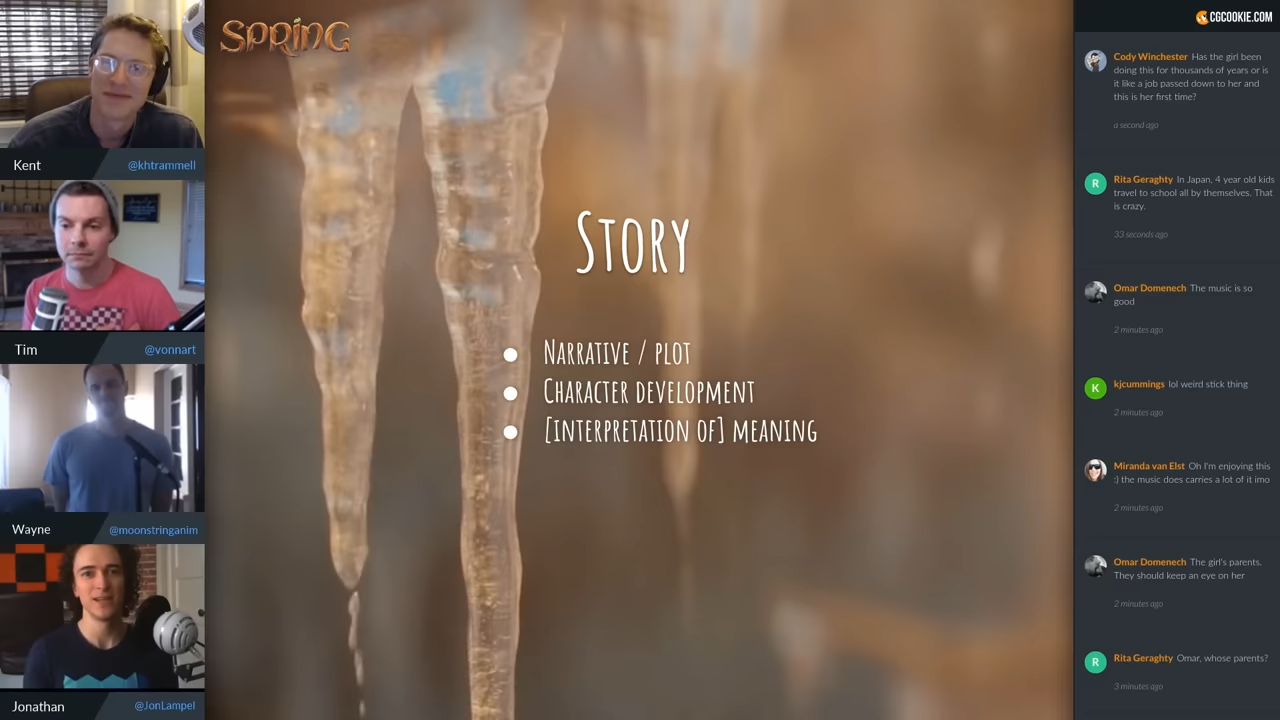 Kent @khtrammell
Tim @vonnart
Wayne @moonstringanim
Jonathan @JonLampel
SPRING
STORY
NARRATIVE / PLOT
CHARACTER DEVELOPMENT
[INTERPRETATION OF] MEANING
CGCOOKIE.COM
Cody Winchester Has the girl been
doing this for thousands of years or is
it like a job passed down to her and
this is her first time?
a second ago
R
Rita Geraghty In Japan, 4 year old kids
travel to school all by themselves. That
is crazy.
33 seconds ago
Omar Domenech The music is so
good
2 minutes ago
K
kjcummings lol weird stick thing
2 minutes ago
Miranda van Elst Oh I'm enjoying this
:) the music does carries a lot of it imo
2 minutes ago
Omar Domenech The girl's parents.
They should keep an eye on her
2 minutes ago
R
Rita Geraghty Omar, whose parents?
3 minutes ago